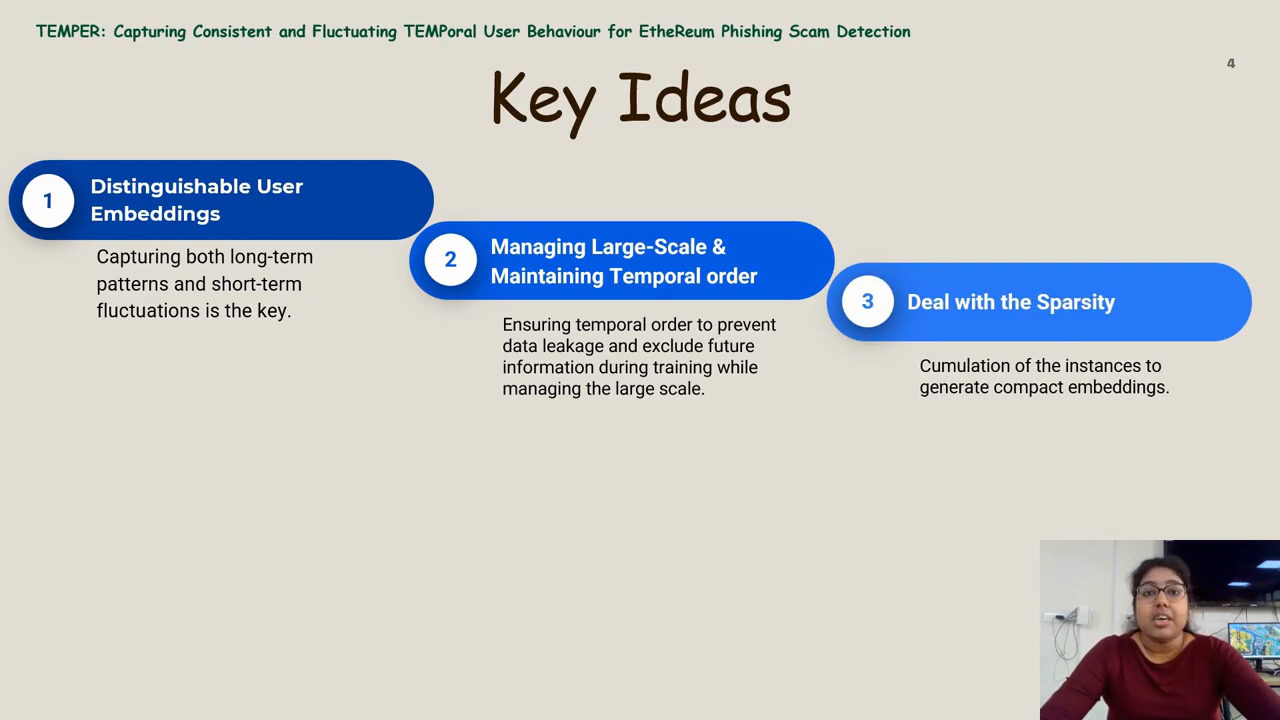 TEMPER: Capturing Consistent and Fluctuating TEMPoral User Behaviour for EtheReum Phishing Scam Detection
4
Key Ideas
1
Distinguishable User
Embeddings
Capturing both long-term
patterns and short-term
fluctuations is the key.
2
Managing Large-Scale &
Maintaining Temporal order
Ensuring temporal order to prevent
data leakage and exclude future
information during training while
managing the large scale.
3
Deal with the Sparsity
Cumulation of the instances to
generate compact embeddings.